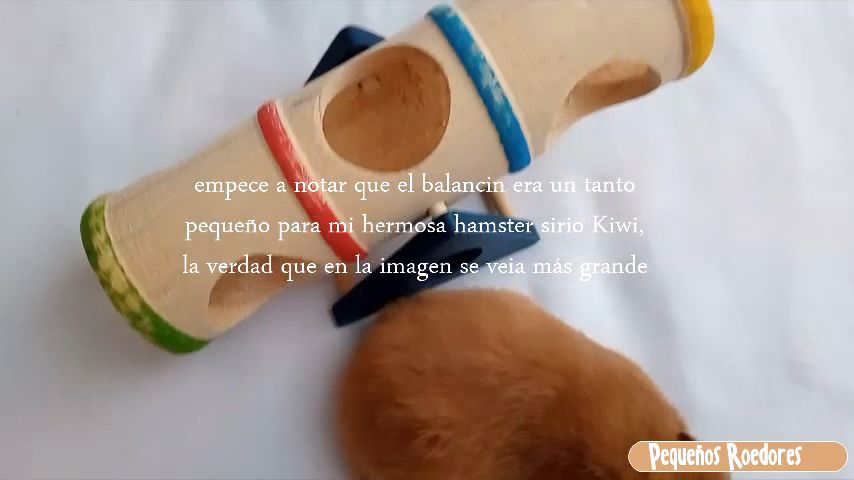 empece a notar que el balancin era un tanto
pequeño para mi hermosa hamster sirio Kiwi,
la verdad que en la imagen se veia más grande
Pequeños Roedores